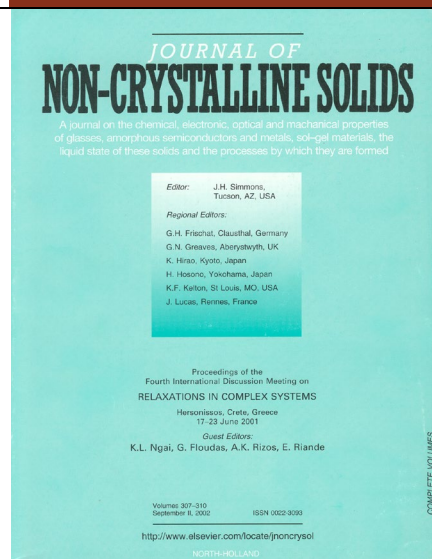 JOURNAL OF
NON-CRYSTALLINE SOLIDS
A journal on the chemical, electronic, optical and machanical properties
of glasses, amorphous semiconductors and metals, sol–gel materials, the
liquid state of these solids and the processes by which they are formed
Editor: J.H. Simmons,
Tucson, AZ, USA
Regional Editors:
G.H. Frischat, Clausthal, Germany
G.N. Greaves, Aberystwyth, UK
K. Hirao, Kyoto, Japan
H. Hosono, Yokohama, Japan
K.F. Kelton, St Louis, MO, USA
J. Lucas, Rennes, France
Proceedings of the
Fourth International Discussion Meeting on
RELAXATIONS IN COMPLEX SYSTEMS
Hersonissos, Crete, Greece
17–23 June 2001
Guest Editors:
K.L. Ngai, G. Floudas, A.K. Rizos, E. Riande
Volumes 307–310
September II, 2002 ISSN 0022-3093
http://www.elsevier.com/locate/jnoncrysol
NORTH-HOLLAND
COMPLETE VOLUMES